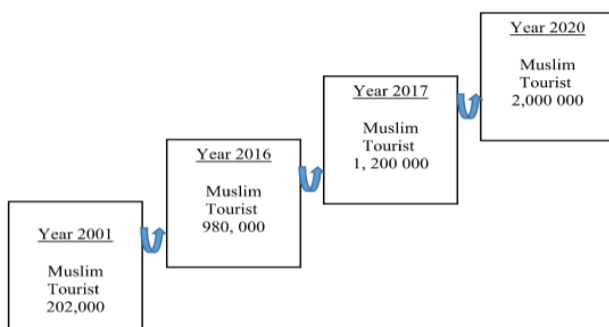 Year 2020
Muslim
Tourist
2,000 000
Year 2017
Muslim
Tourist
1, 200 000
Year 2016
Muslim
Tourist
980, 000
Year 2001
Muslim
Tourist
202,000